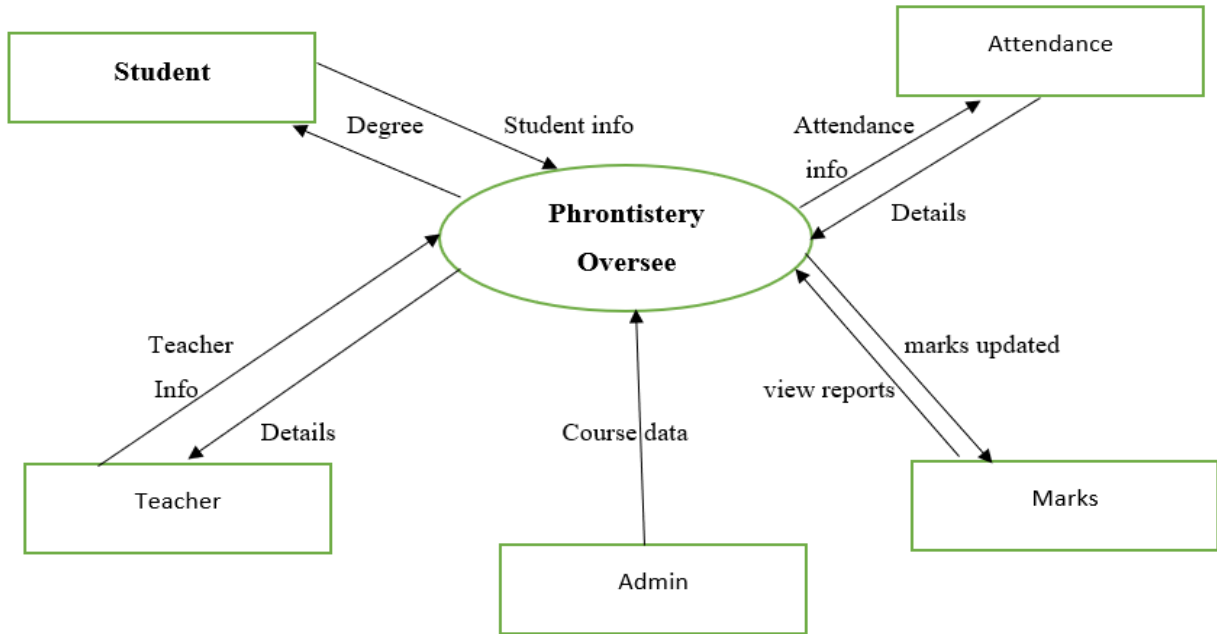 Attendance
Student
Degree
Student info
Attendance
info
Details
Phrontistery
Oversee
Teacher
Info
marks updated
view reports
Details
Course data
Teacher
Marks
Admin